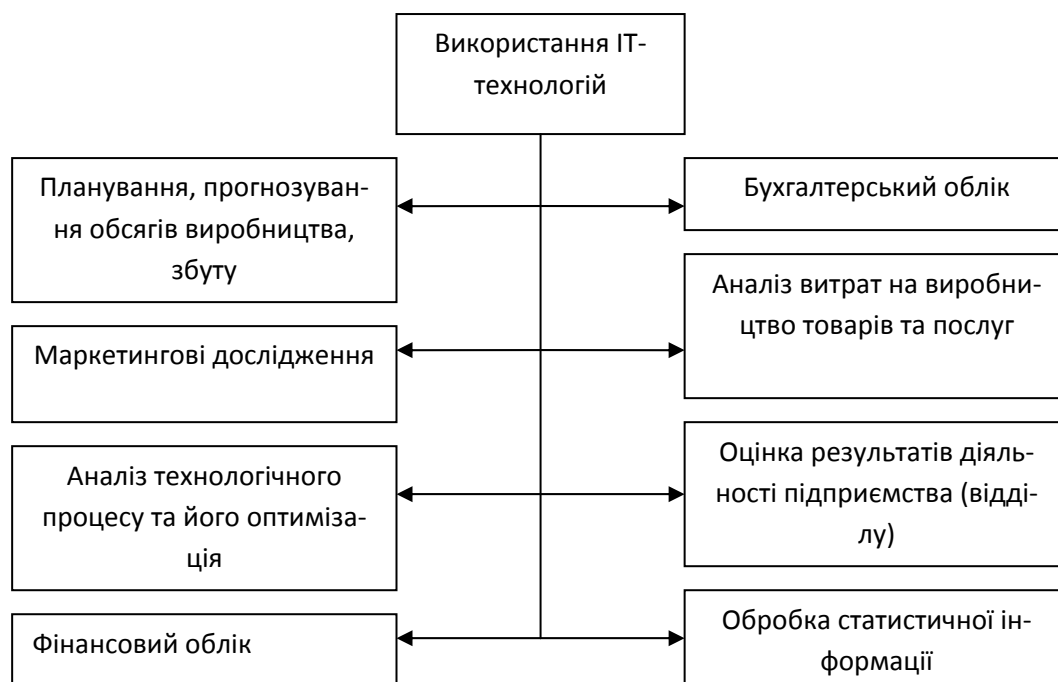 Використання ІТ-
технологій
Планування, прогнозуван-
ня обсягів виробництва,
збуту
Бухгалтерський облік
Маркетингові дослідження
Аналіз витрат на виробни-
цтво товарів та послуг
Аналіз технологічного
процесу та його оптиміза-
ція
Оцінка результатів діяль-
ності підприємства (відді-
лу)
Фінансовий облік
Обробка статистичної ін-
формації